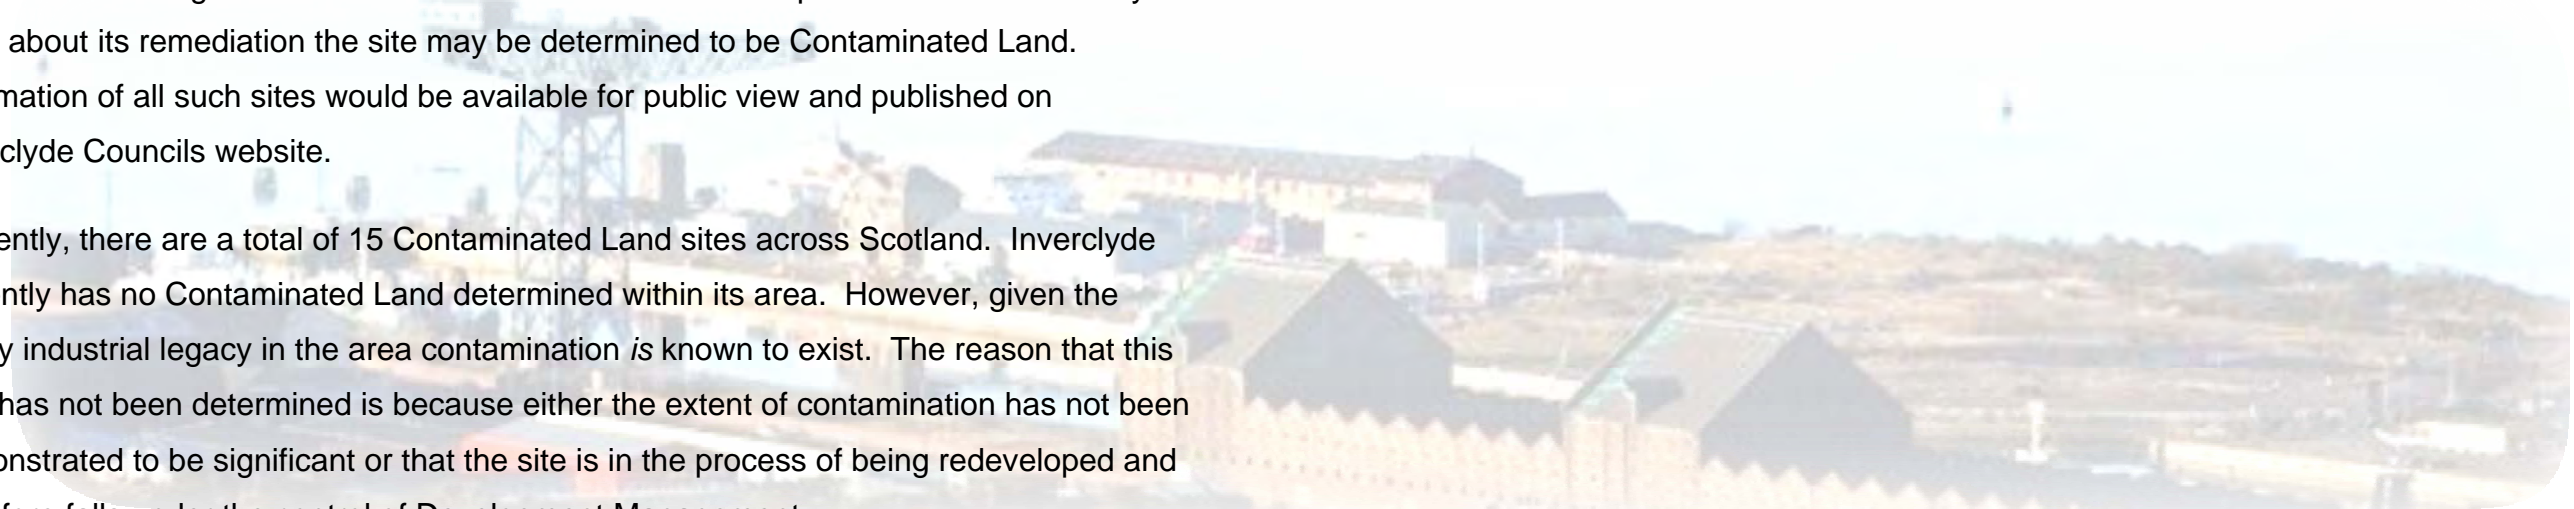 about its remediation the site may be determined to be Contaminated Land.
mation of all such sites would be available for public view and published on
clyde Councils website.
ently, there are a total of 15 Contaminated Land sites across Scotland. Inverclyde
ntly has no Contaminated Land determined within its area. However, given the
y industrial legacy in the area contamination is known to exist. The reason that this
has not been determined is because either the extent of contamination has not been
onstrated to be significant or that the site is in the process of being redeveloped and